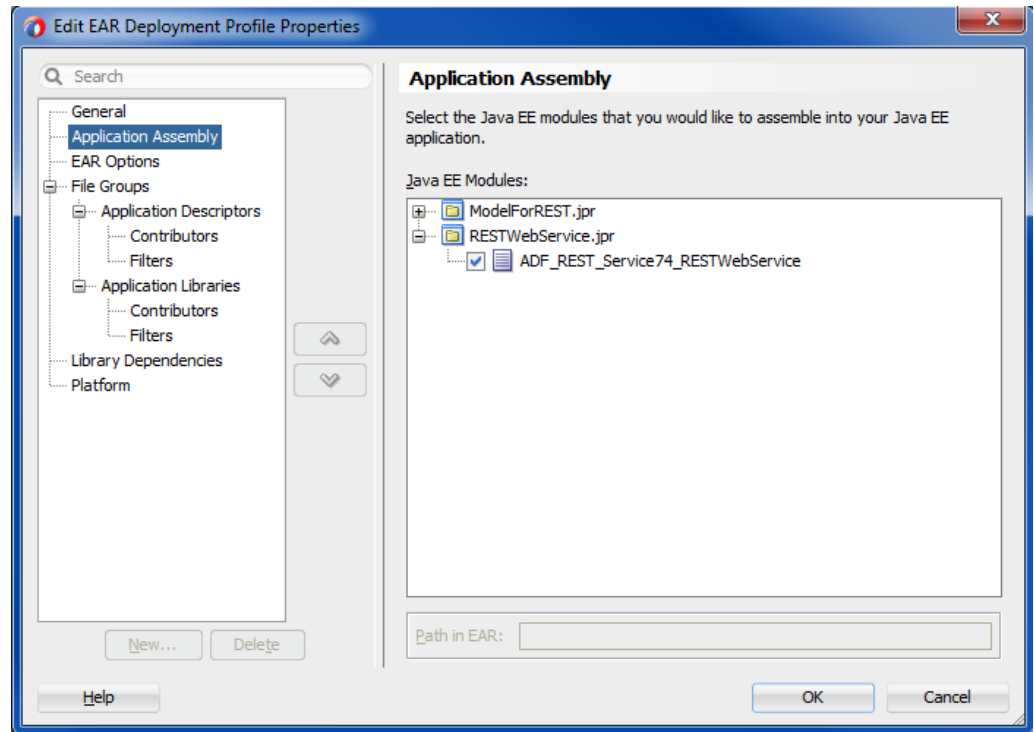 Edit EAR Deployment Profile Properties
Search
General
Application Assembly
EAR Options
File Groups
Application Descriptors
Contributors
Filters
Application Libraries
Contributors
Filters
Library Dependencies
Platform
New...
Delete
Application Assembly
Select the Java EE modules that you would like to assemble into your Java EE
application.
Java EE Modules:
ModelForREST.jpr
RESTWebService.jpr
ADF_REST_Service74_RESTWebService
Path in EAR:
Help
OK
Cancel